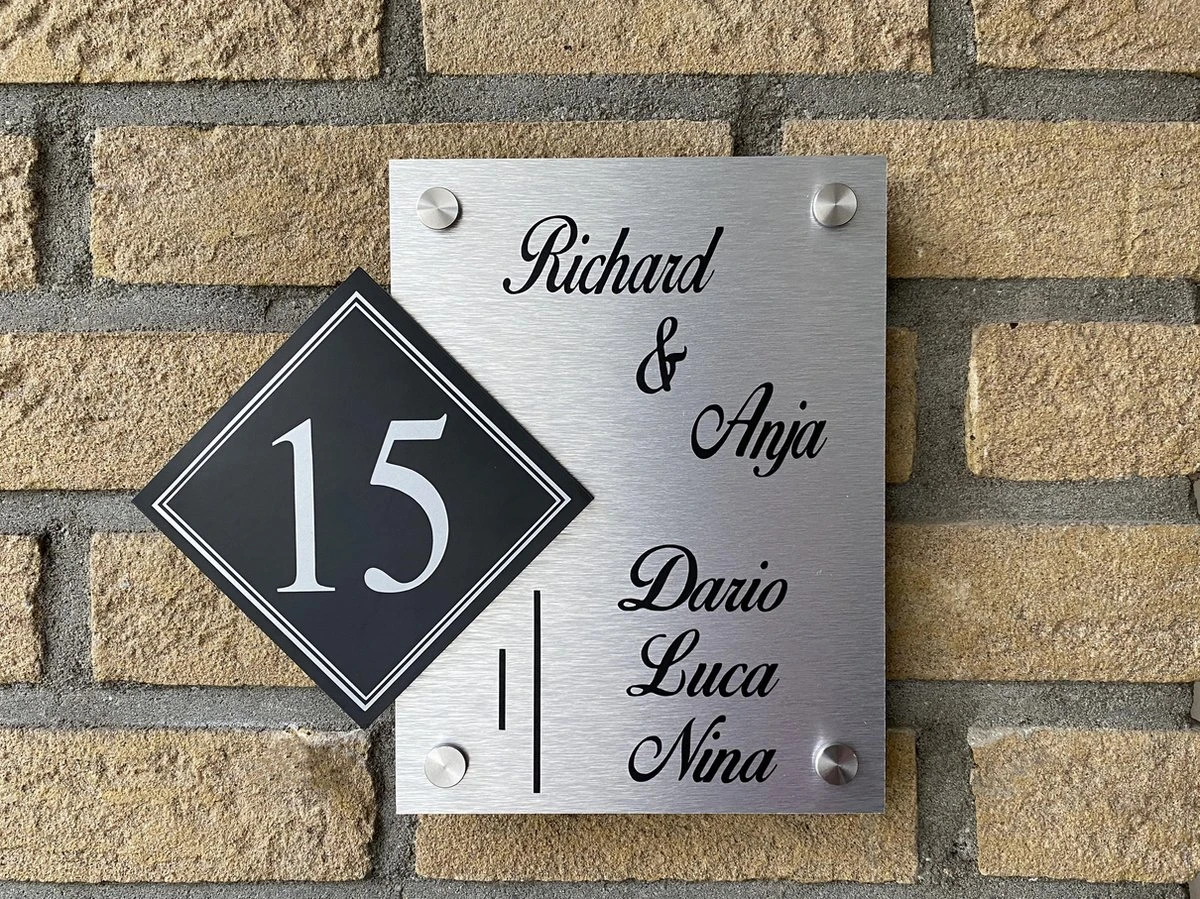 Richard
&
Anja
15
Dario
Luca
Nina